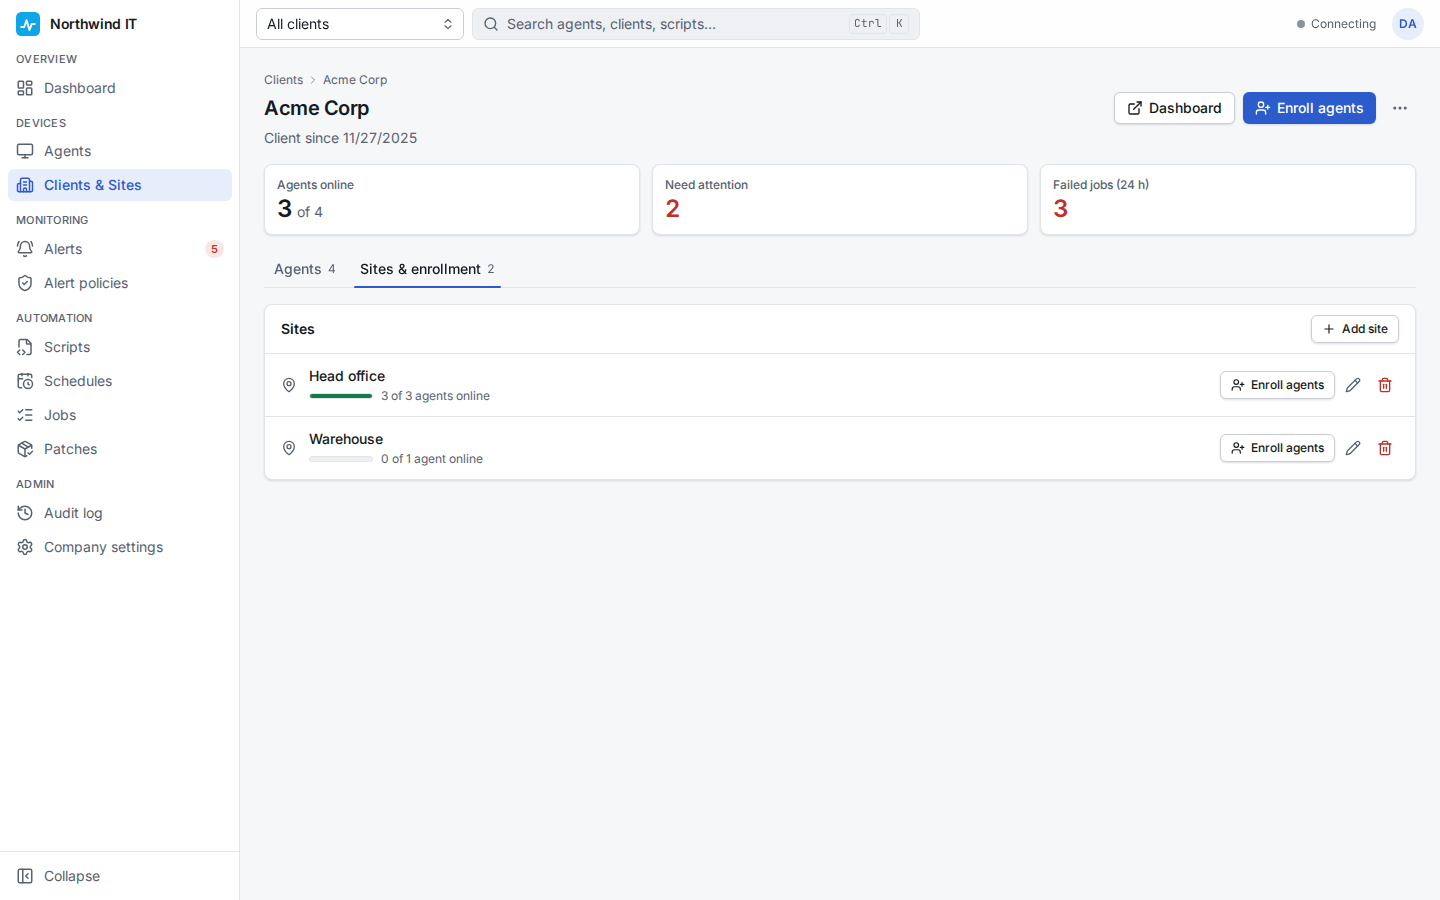 Northwind IT
All clients
Search agents, clients, scripts...
Ctrl K
Connecting
DA
OVERVIEW
Dashboard
DEVICES
Agents
Clients & Sites
MONITORING
Alerts 5
Alert policies
AUTOMATION
Scripts
Schedules
Jobs
Patches
ADMIN
Audit log
Company settings
Collapse
Clients > Acme Corp
Acme Corp
Client since 11/27/2025
Dashboard
Enroll agents
Agents online
3 of 4
Need attention
2
Failed jobs (24 h)
3
Agents 4
Sites & enrollment 2
Sites
Add site
Head office
3 of 3 agents online
Enroll agents
Warehouse
0 of 1 agent online
Enroll agents